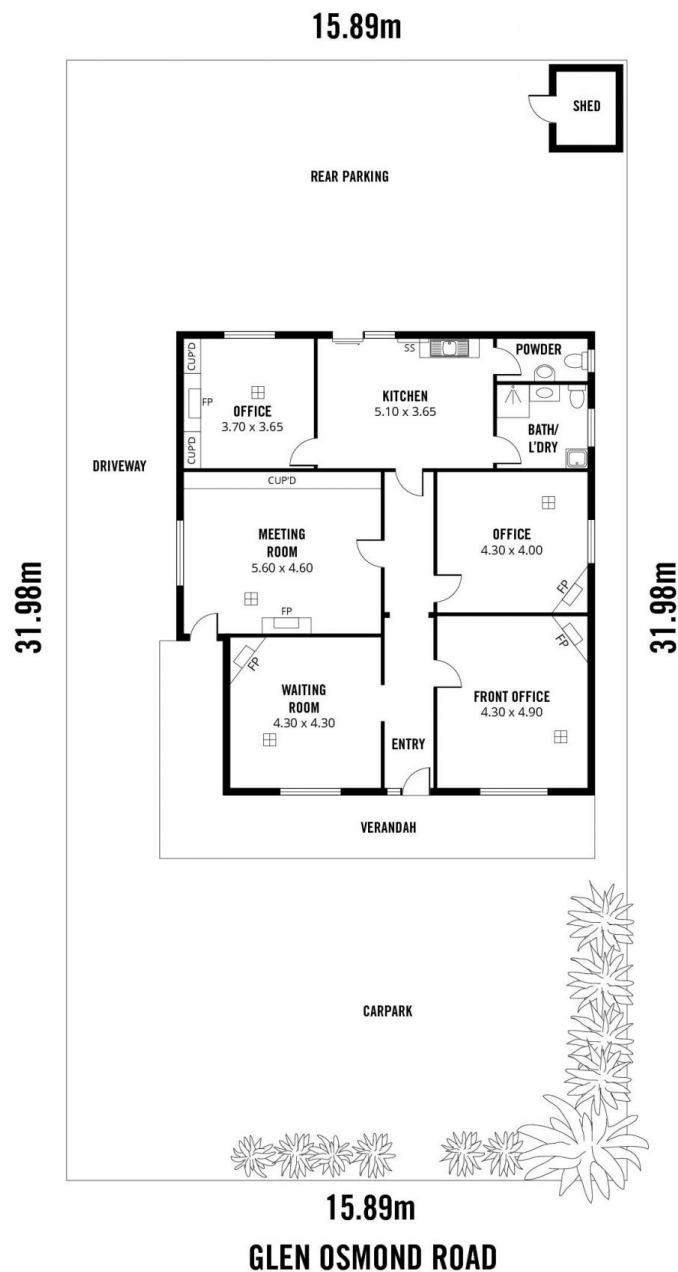 15.89m
SHED
REAR PARKING
CUP'D
FP
CUP'D
OFFICE
3.70 x 3.65
SS
KITCHEN
5.10 x 3.65
POWDER
BATH/
L'DRY
DRIVEWAY
CUP'D
MEETING
ROOM
5.60 x 4.60
FP
OFFICE
4.30 x 4.00
FP
31.98m
31.98m
FP
WAITING
ROOM
4.30 x 4.30
ENTRY
FP
FRONT OFFICE
4.30 x 4.90
VERANDAH
CARPARK
15.89m
GLEN OSMOND ROAD